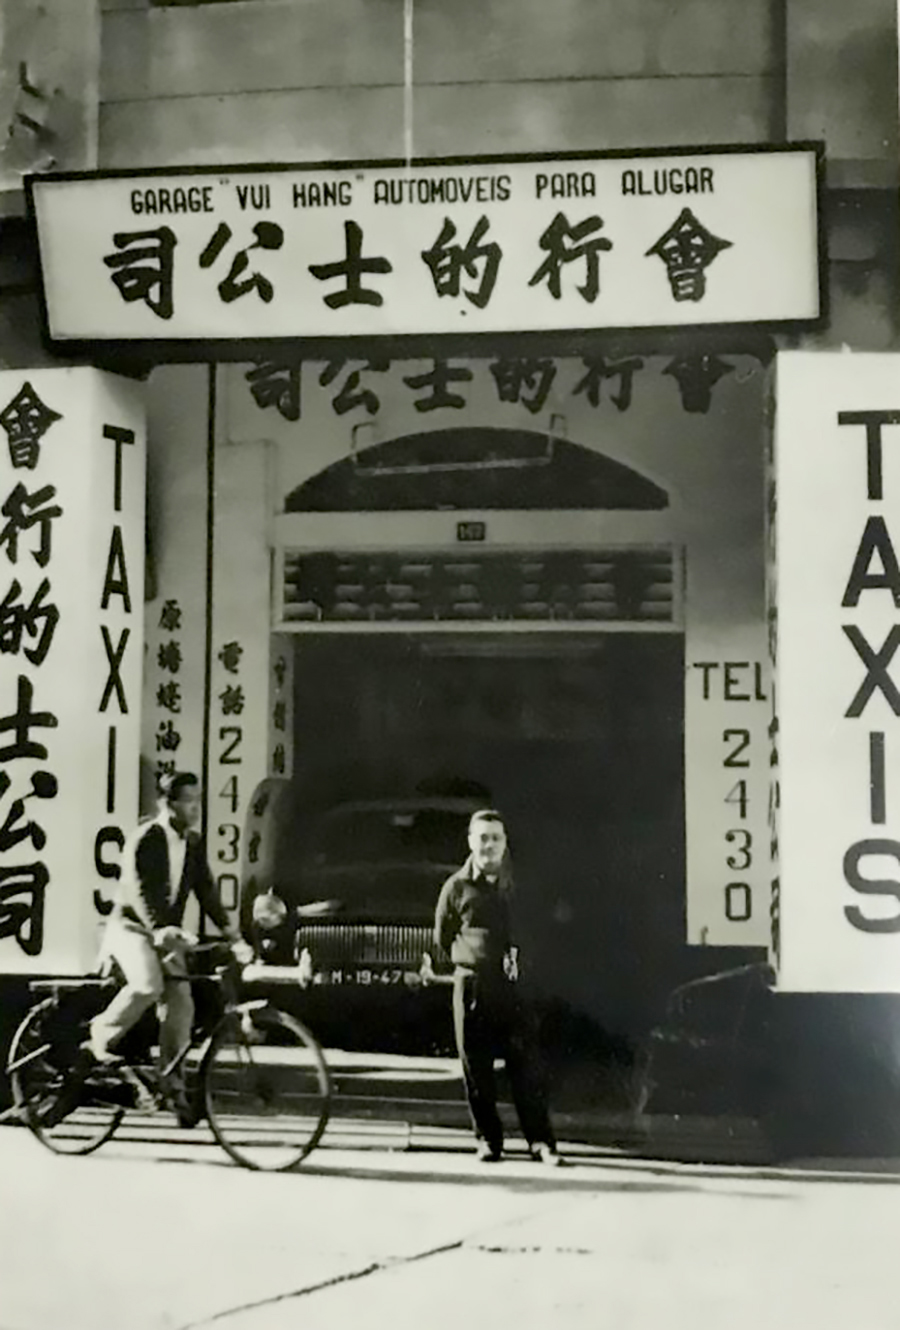 GARAGE "VUI HANG" AUTOMOVEIS PARA ALUGAR
會行的士公司
會行的士公司
會行的士公司
TAXIS
電話2430
TEL
2430
TAXIS
M-19-47